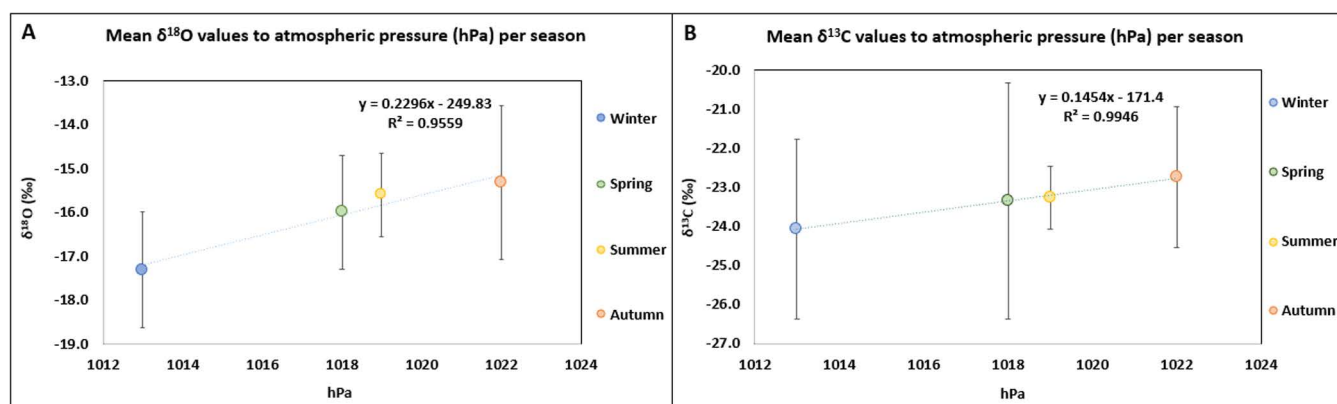 A
Mean δ¹⁸O values to atmospheric pressure (hPa) per season
-13.0
-14.0
-15.0
-16.0
-17.0
-18.0
-19.0
δ¹⁸O (‰)
y = 0.2296x - 249.83
R² = 0.9559
1012 1014 1016 1018 1020 1022 1024
hPa
Winter
Spring
Summer
Autumn
B
Mean δ¹³C values to atmospheric pressure (hPa) per season
-20.0
-21.0
-22.0
-23.0
-24.0
-25.0
-26.0
-27.0
δ¹³C (‰)
y = 0.1454x - 171.4
R² = 0.9946
1012 1014 1016 1018 1020 1022 1024
hPa
Winter
Spring
Summer
Autumn